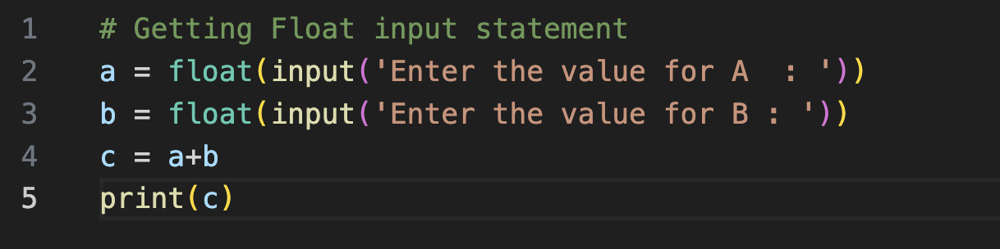 1 # Getting Float input statement
2 a = float(input('Enter the value for A  : '))
3 b = float(input('Enter the value for B : '))
4 c = a+b
5 print(c)